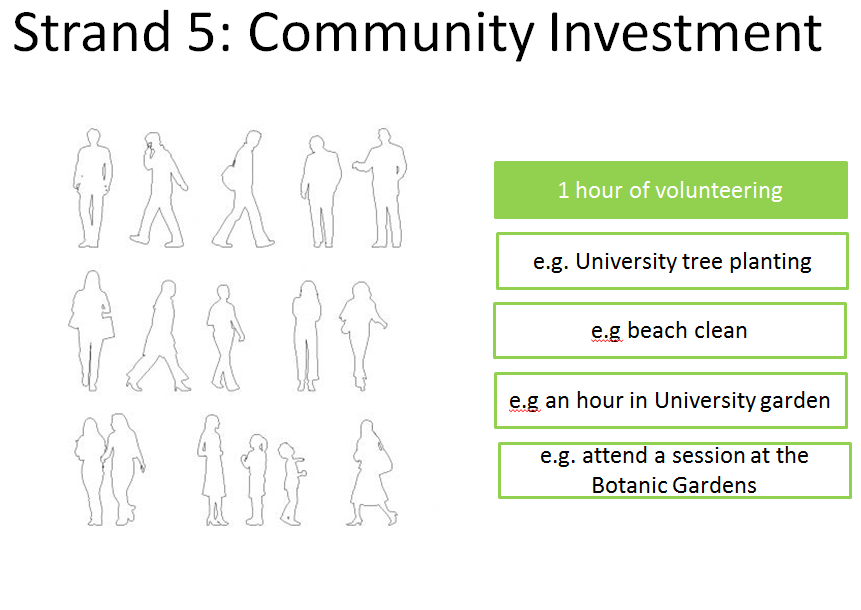 Strand 5: Community Investment
1 hour of volunteering
e.g. University tree planting
e.g beach clean
e.g an hour in University garden
e.g. attend a session at the
Botanic Gardens